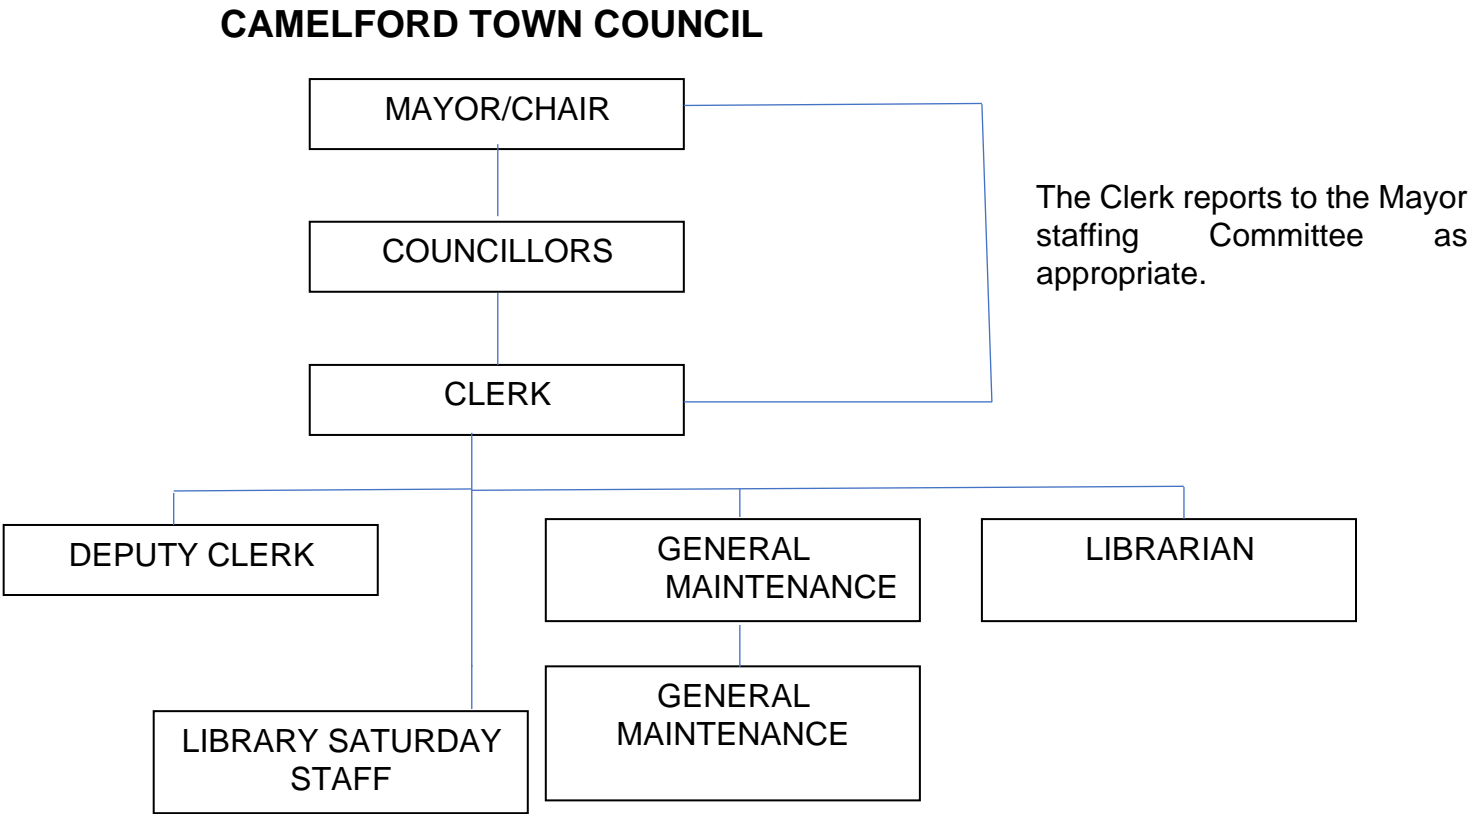 CAMELFORD TOWN COUNCIL
MAYOR/CHAIR
The Clerk reports to the Mayor
staffing Committee as
appropriate.
COUNCILLORS
CLERK
DEPUTY CLERK
GENERAL
MAINTENANCE
LIBRARIAN
GENERAL
MAINTENANCE
LIBRARY SATURDAY
STAFF